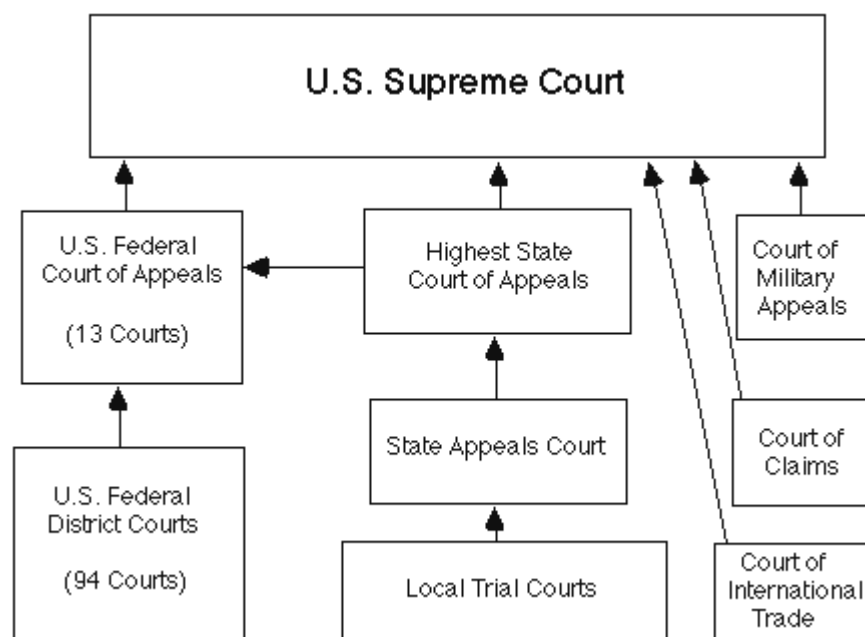 U.S. Supreme Court
U.S. Federal
Court of Appeals
(13 Courts)
Highest State
Court of Appeals
Court of
Military
Appeals
State Appeals Court
Court of
Claims
U.S. Federal
District Courts
(94 Courts)
Local Trial Courts
Court of
International
Trade